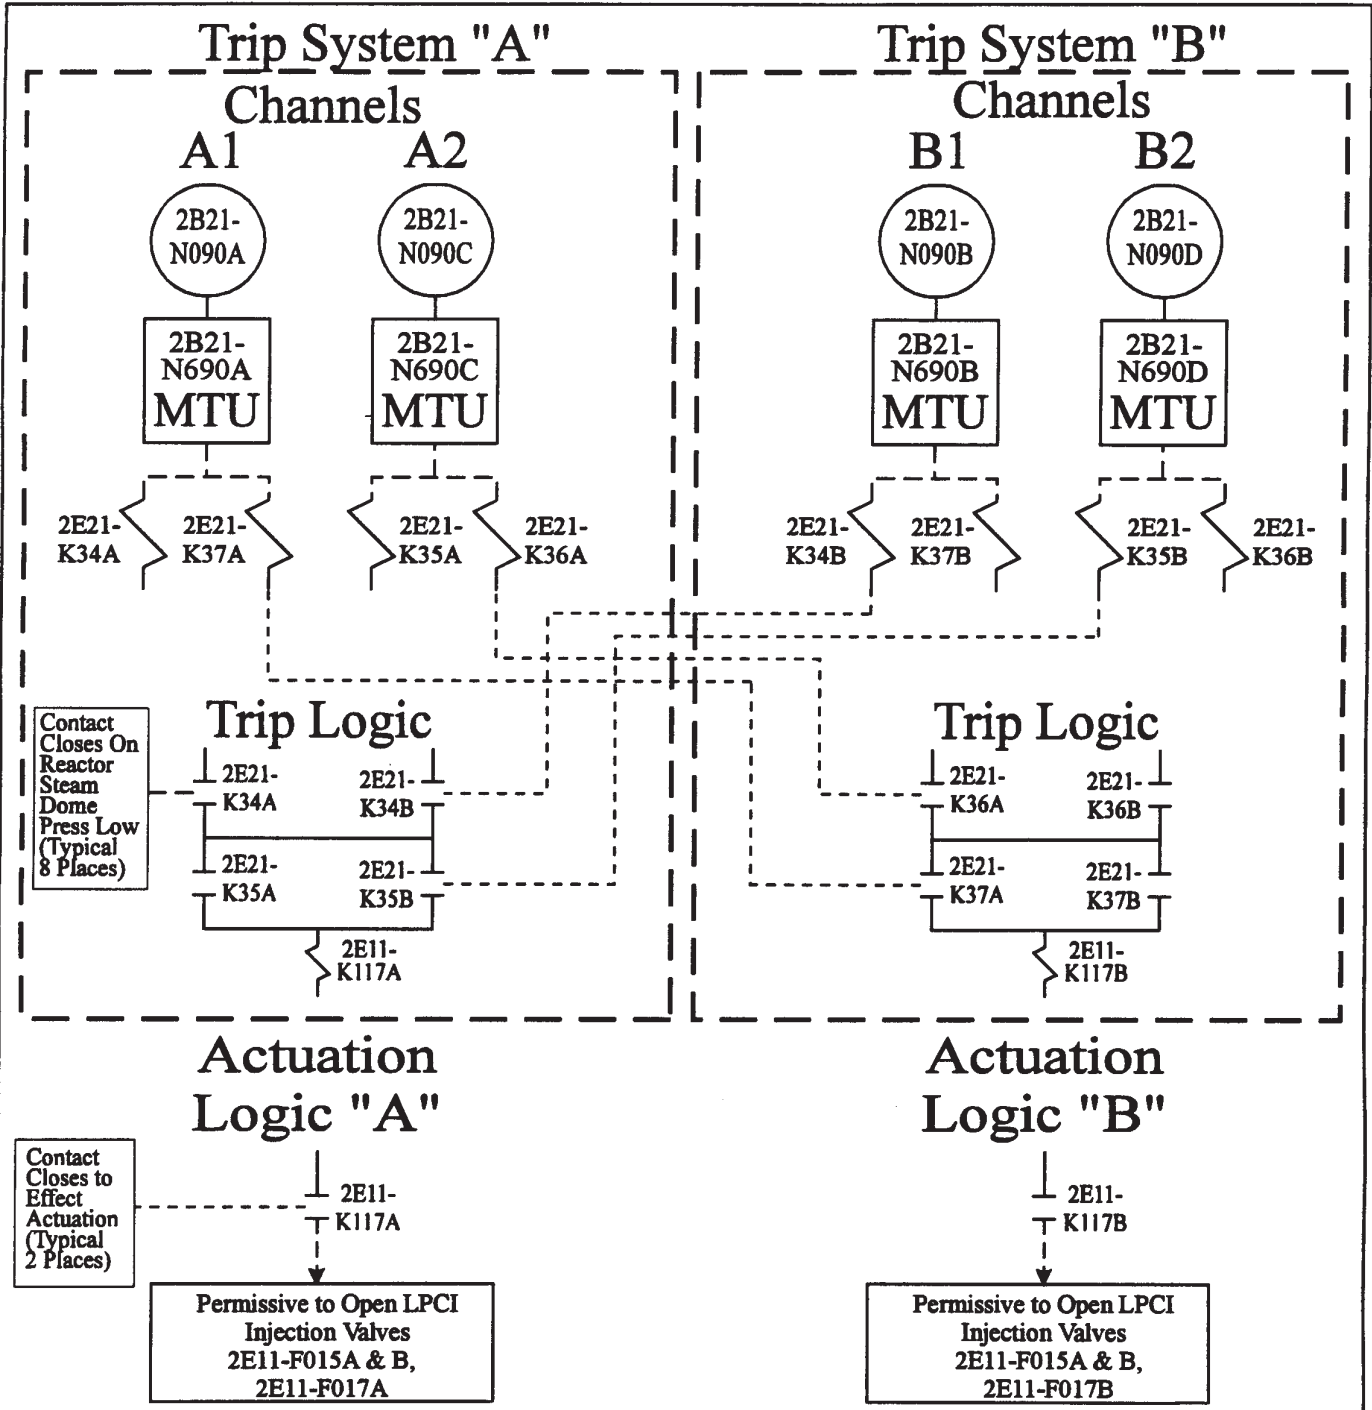 Trip System "A"
Channels
A1
A2
2B21-
N090A
2B21-
N090C
2B21-
N690A
MTU
2B21-
N690C
MTU
2E21-
K34A
2E21-
K37A
2E21-
K35A
2E21-
K36A
Trip System "B"
Channels
B1
B2
2B21-
N090B
2B21-
N090D
2B21-
N690B
MTU
2B21-
N690D
MTU
2E21-
K34B
2E21-
K37B
2E21-
K35B
2E21-
K36B
Contact
Closes On
Reactor
Steam
Dome
Press Low
(Typical
8 Places)
Trip Logic
2E21-
K34A
2E21-
K34B
2E21-
K35A
2E21-
K35B
2E11-
K117A
Trip Logic
2E21-
K36A
2E21-
K36B
2E21-
K37A
2E21-
K37B
2E11-
K117B
Actuation
Logic "A"
Contact
Closes to
Effect
Actuation
(Typical
2 Places)
2E11-
K117A
Permissive to Open LPCI
Injection Valves
2E11-F015A & B,
2E11-F017A
Actuation
Logic "B"
2E11-
K117B
Permissive to Open LPCI
Injection Valves
2E11-F015A & B,
2E11-F017B